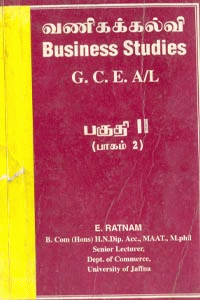 வணிகக்கல்வி
Business Studies
G. C. E. A/L
பகுதி II
(பாகம் 2)
E. RATNAM
B. Com (Hons) H.N.Dip. Acc., MAAT., M.phil
Senior Lecturer,
Dept. of Commerce,
University of Jaffna